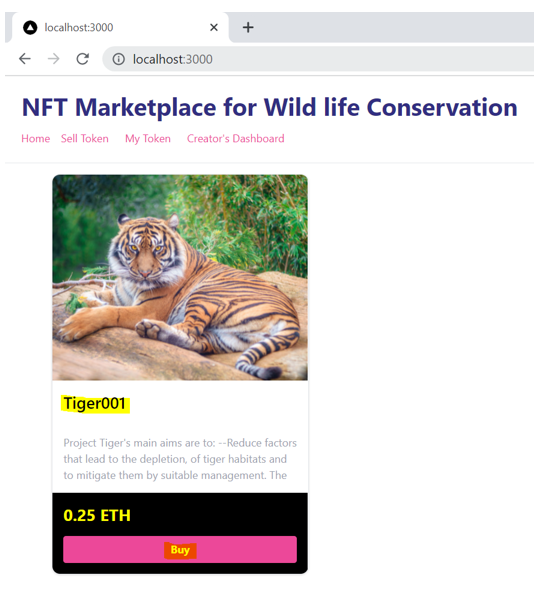 localhost:3000
localhost:3000
NFT Marketplace for Wild life Conservation
Home Sell Token My Token Creator's Dashboard
Tiger001
Project Tiger's main aims are to: --Reduce factors
that lead to the depletion, of tiger habitats and
to mitigate them by suitable management. The
0.25 ETH
Buy